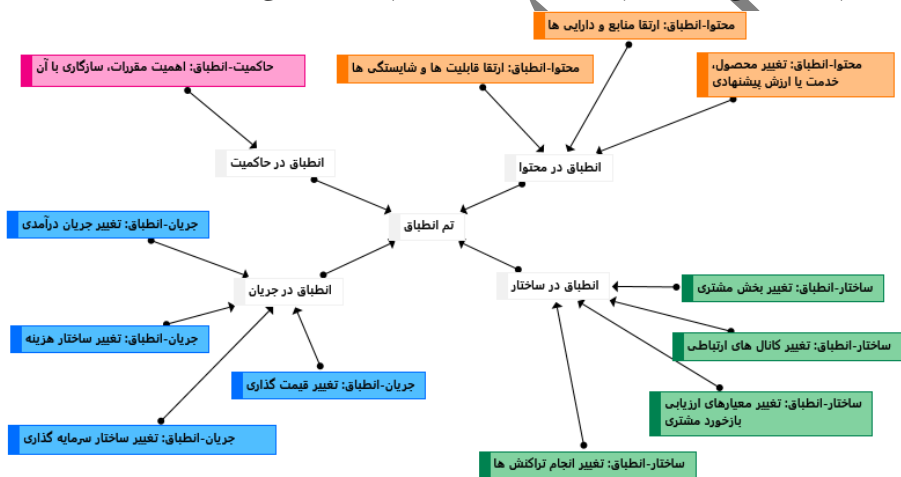 محتوا-انطباق: ارتقا منابع و دارایی ها
حاکمیت-انطباق: اهمیت مقررات، سازگاری با آن
محتوا-انطباق: ارتقا قابلیت ها و شایستگی ها
محتوا-انطباق: تغییر محصول،
خدمت یا ارزش پیشنهادی
انطباق در حاکمیت
انطباق در محتوا
تم انطباق
جریان-انطباق: تغییر جریان درآمدی
انطباق در جریان
انطباق در ساختار
ساختار-انطباق: تغییر بخش مشتری
جریان-انطباق: تغییر ساختار هزینه
ساختار-انطباق: تغییر کانال های ارتباطی
جریان-انطباق: تغییر قیمت گذاری
ساختار-انطباق: تغییر معیارهای ارزیابی
بازخورد مشتری
جریان-انطباق: تغییر ساختار سرمایه گذاری
ساختار-انطباق: تغییر انجام تراکنش ها